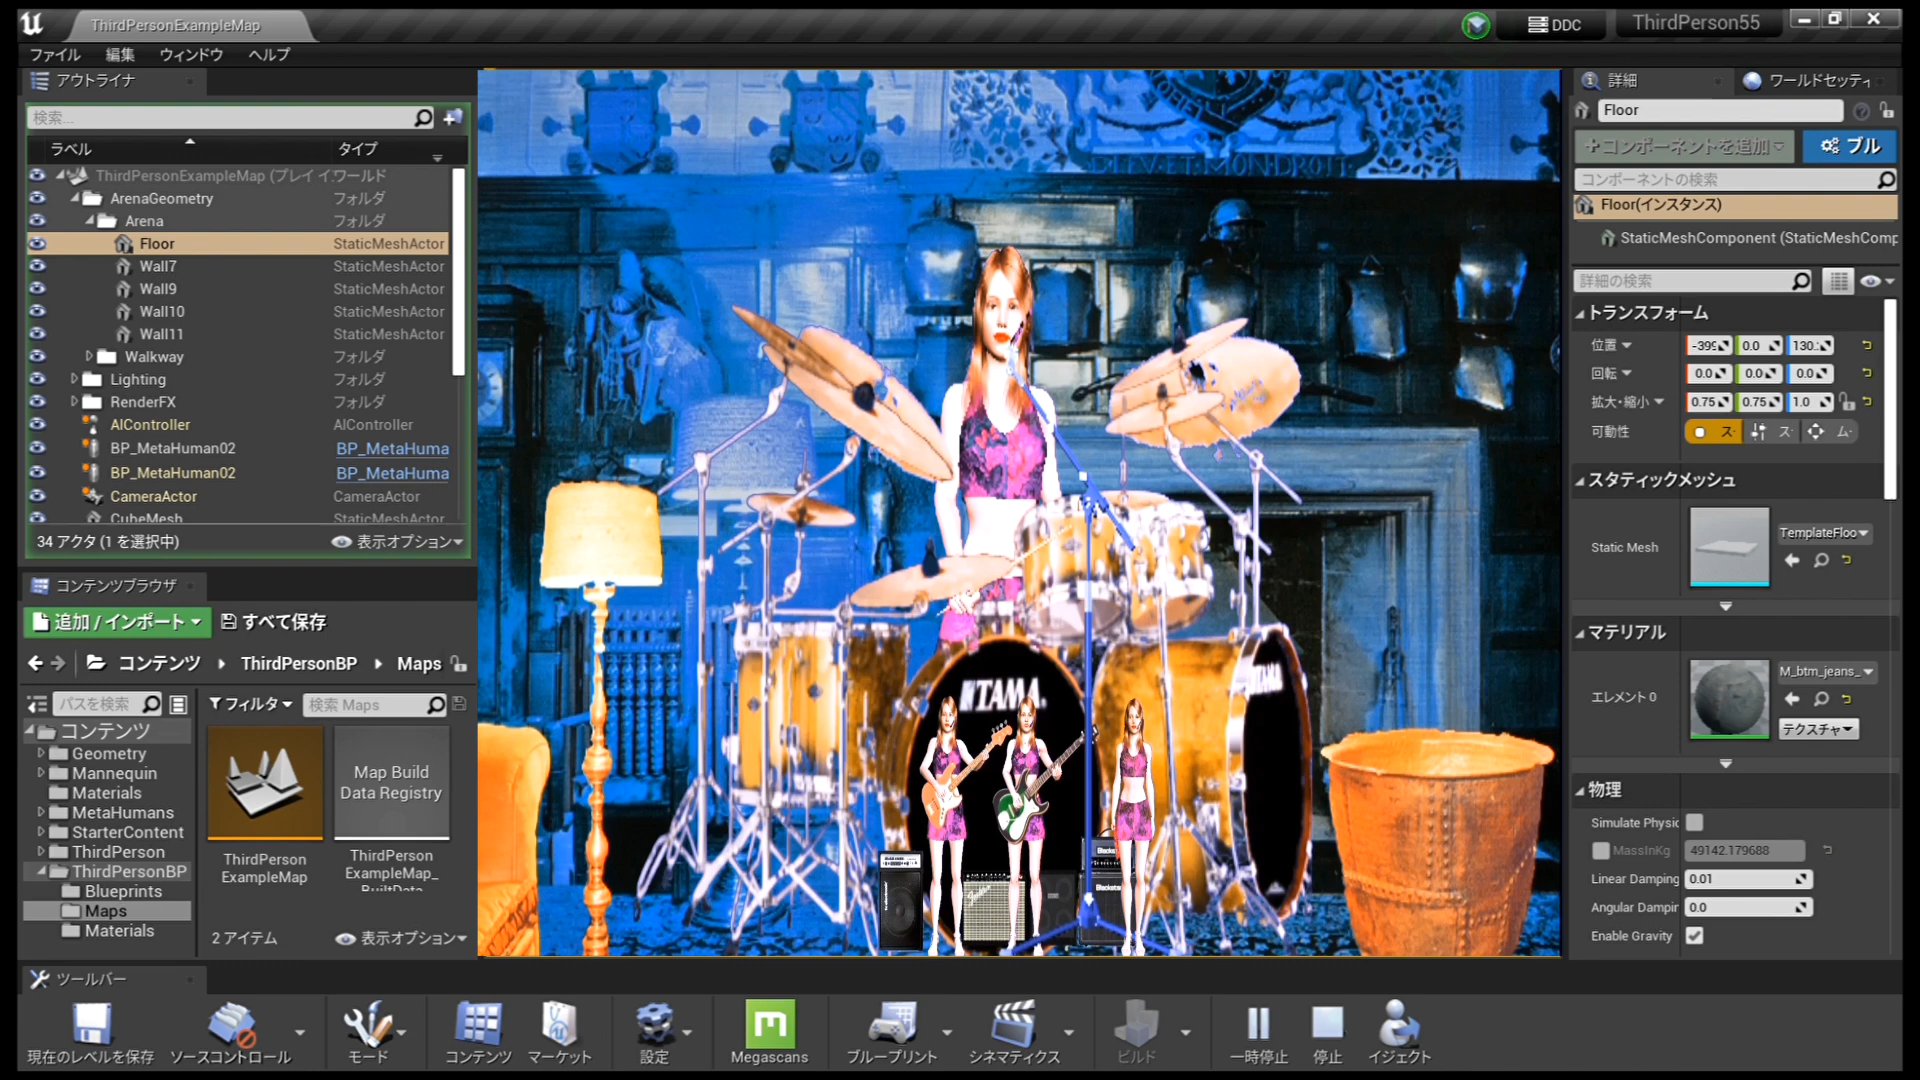 ThirdPersonExampleMap
DDC
ThirdPerson55
ファイル 編集 ウィンドウ ヘルプ
アウトライナ
検索...
ラベル タイプ
ThirdPersonExampleMap (プレイ イ ワールド
ArenaGeometry フォルダ
Arena フォルダ
Floor StaticMeshActor
Wall7 StaticMeshActor
Wall9 StaticMeshActor
Wall10 StaticMeshActor
Wall11 StaticMeshActor
Walkway フォルダ
Lighting フォルダ
RenderFX フォルダ
AIController AIController
BP_MetaHuman02 BP_MetaHuma
BP_MetaHuman02 BP_MetaHuma
CameraActor CameraActor
CubeMesh StaticMeshActor
34 アクタ (1 を選択中) 表示オプション
コンテンツブラウザ
追加 / インポート すべて保存
コンテンツ ThirdPersonBP Maps
パスを検索
フィルタ 検索 Maps
コンテンツ
Geometry
Mannequin
Materials
MetaHumans
StarterContent
ThirdPerson
ThirdPersonBP
Blueprints
Maps
Materials
Map Build
Data Registry
ThirdPerson
ExampleMap
ThirdPerson
ExampleMap_
BuiltData
2 アイテム 表示オプション
DIEV·ET·MON·DROIT
TAMA
TAMA
Fender
Blackstar
Blackstar
詳細 ワールドセッティ
Floor
+コンポーネントを追加 ブル
コンポーネントの検索
Floor(インスタンス)
StaticMeshComponent (StaticMeshComp
詳細の検索
トランスフォーム
位置 -399 0.0 130.
回転 0.0 0.0 0.0
拡大・縮小 0.75 0.75 1.0
可動性 ス ス ム
スタティックメッシュ
Static Mesh TemplateFloo
マテリアル
エレメント 0 M_btm_jeans_
テクスチャ
物理
Simulate Physic
MassInKg 49142.179688
Linear Damping 0.01
Angular Dampin 0.0
Enable Gravity
ツールバー
現在のレベルを保存 ソースコントロール モード コンテンツ マーケット 設定 Megascans ブループリント シネマティクス ビルド 一時停止 停止 イジェクト